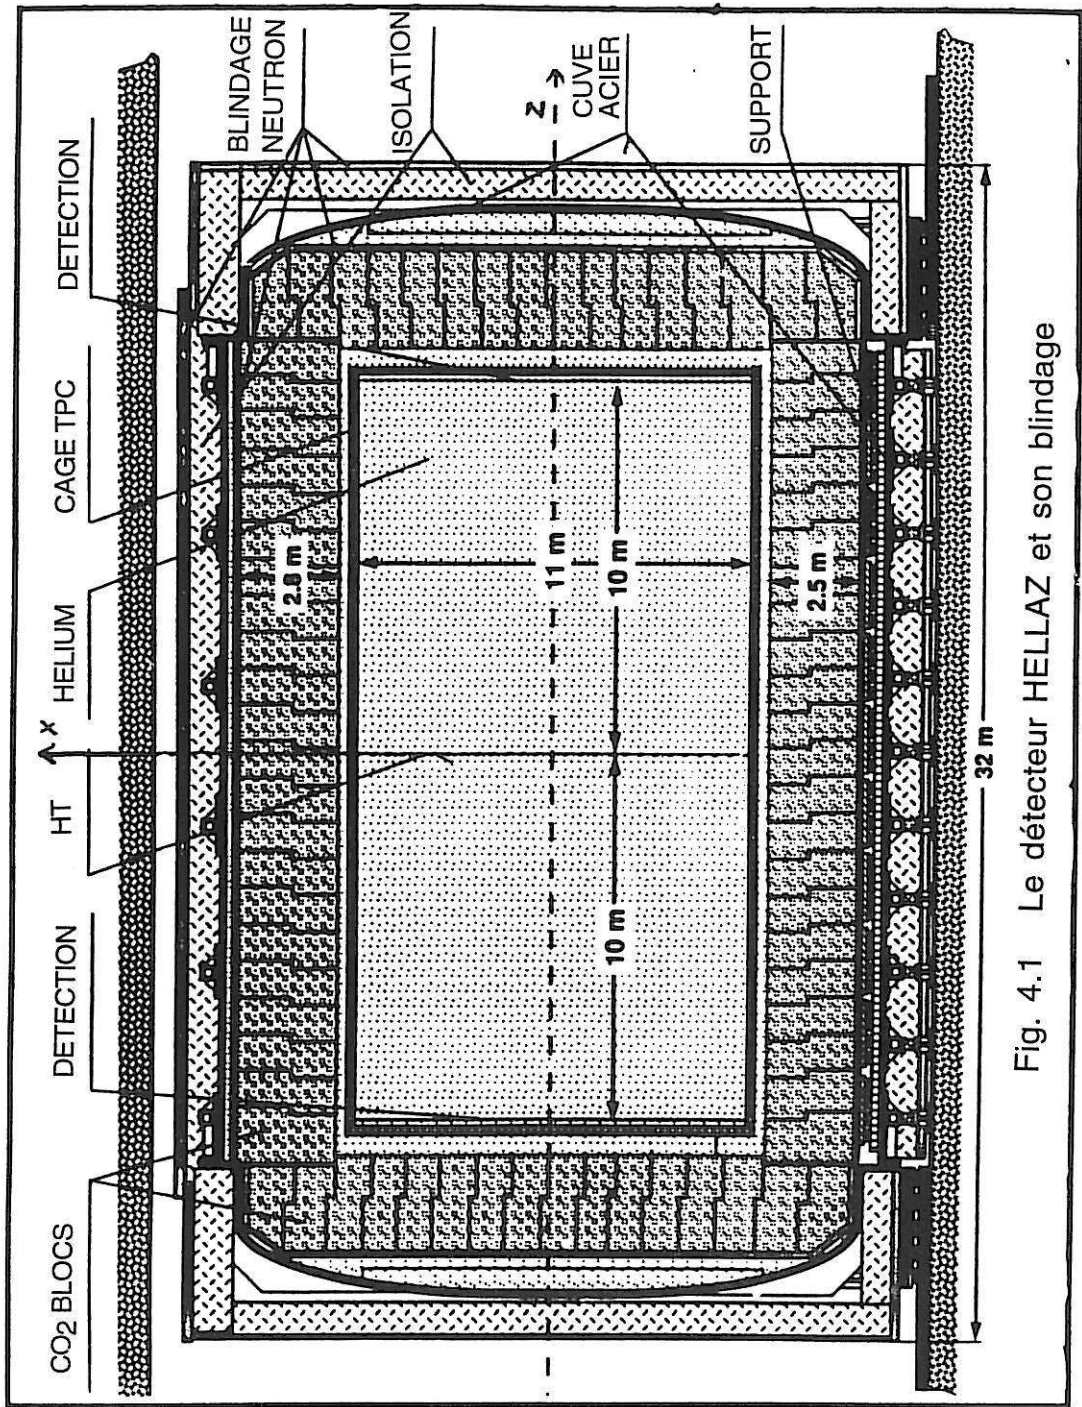 CO2 BLOCS
DETECTION
HT
X
HELIUM
CAGE TPC
DETECTION
BLINDAGE
NEUTRON
ISOLATION
Z
CUVE
ACIER
SUPPORT
2.8 m
11 m
10 m
10 m
2.5 m
32 m
Fig. 4.1 Le détecteur HELLAZ et son blindage